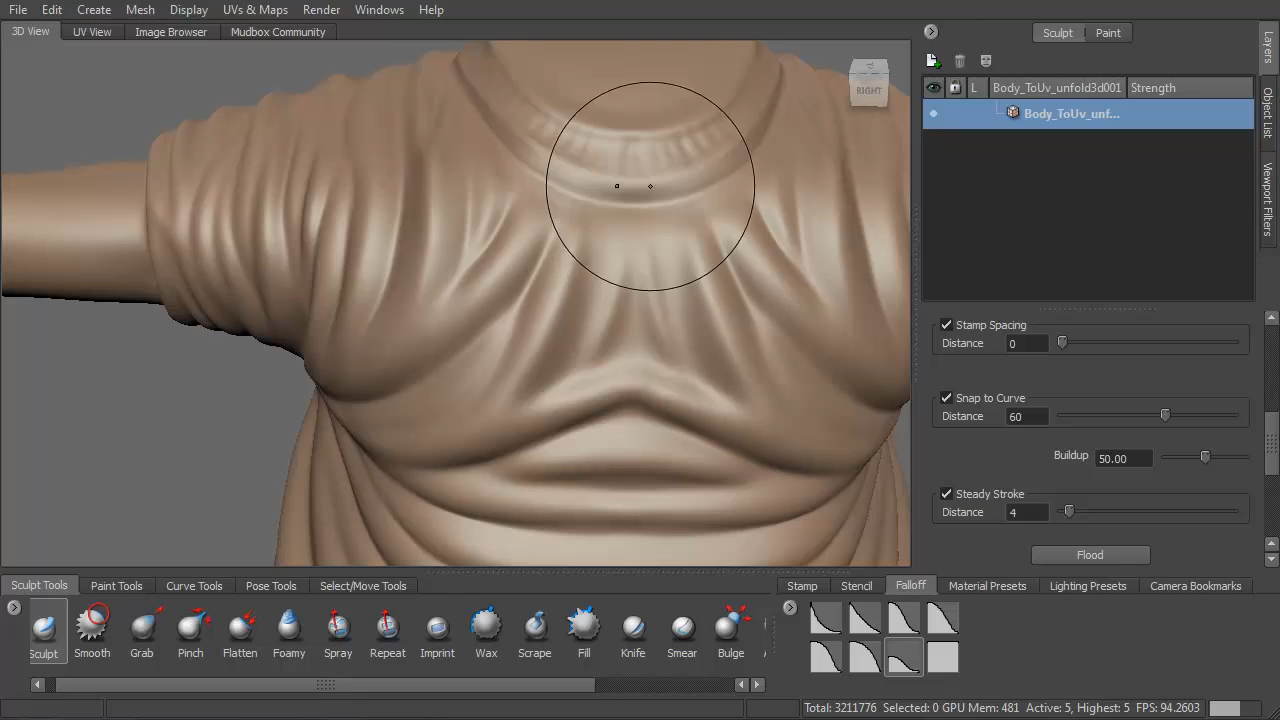 File Edit Create Mesh Display UVs & Maps Render Windows Help
3D View UV View Image Browser Mudbox Community
Sculpt Paint
Layers
Object List
Viewport Filters
L Body_ToUv_unfold3d001 Strength
Body_ToUv_unf...
RIGHT
Stamp Spacing
Distance 0
Snap to Curve
Distance 60
Buildup 50.00
Steady Stroke
Distance 4
Flood
Sculpt Tools Paint Tools Curve Tools Pose Tools Select/Move Tools
Stamp Stencil Falloff Material Presets Lighting Presets Camera Bookmarks
Sculpt Smooth Grab Pinch Flatten Foamy Spray Repeat Imprint Wax Scrape Fill Knife Smear Bulge
Total: 3211776 Selected: 0 GPU Mem: 481 Active: 5, Highest: 5 FPS: 94.2603